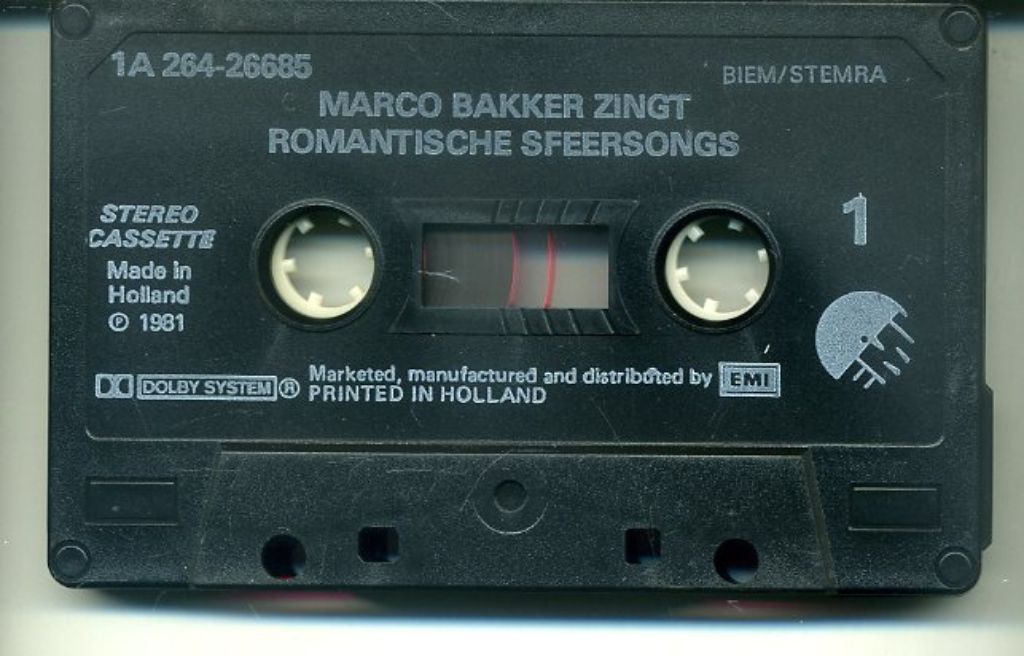 1A 264-26685
BIEM/STEMRA
MARCO BAKKER ZINGT
ROMANTISCHE SFEERSONGS
STEREO
CASSETTE
Made in
Holland
℗ 1981
1
EMI
DOLBY SYSTEM®
Marketed, manufactured and distributed by EMI
PRINTED IN HOLLAND